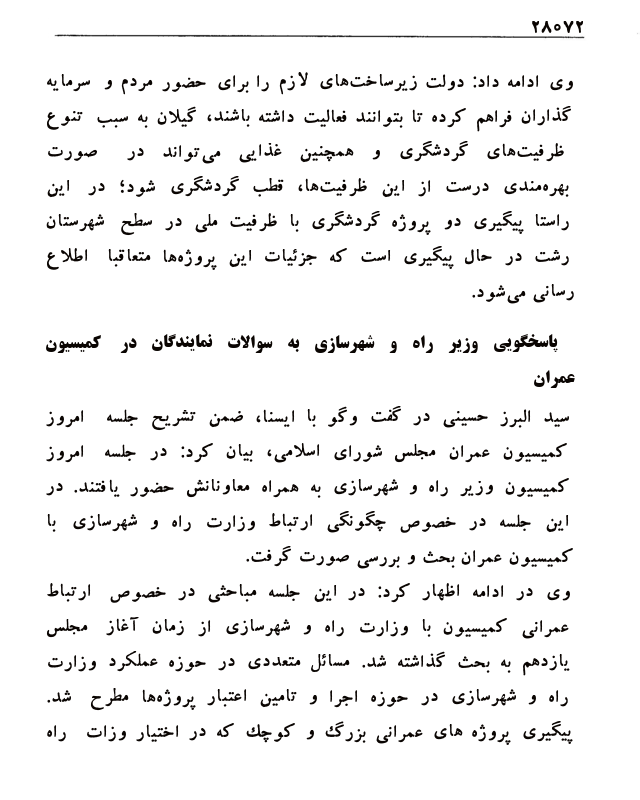 ۲۸۰۷۲
وی ادامه داد: دولت زیرساخت‌های لازم را برای حضور مردم و سرمایه
گذاران فراهم کرده تا بتوانند فعالیت داشته باشند، گیلان به سبب تنوع
ظرفیت‌های گردشگری و همچنین غذایی می‌تواند در صورت
بهره‌مندی درست از این ظرفیت‌ها، قطب گردشگری شود؛ در این
راستا پیگیری دو پروژه گردشگری با ظرفیت ملی در سطح شهرستان
رشت در حال پیگیری است که جزئیات این پروژه‌ها متعاقبا اطلاع
رسانی می‌شود.
پاسخگویی وزیر راه و شهرسازی به سوالات نمایندگان در کمیسیون
عمران
سید البرز حسینی در گفت وگو با ایسنا، ضمن تشریح جلسه امروز
کمیسیون عمران مجلس شورای اسلامی، بیان کرد: در جلسه امروز
کمیسیون وزیر راه و شهرسازی به همراه معاونانش حضور یافتند. در
این جلسه در خصوص چگونگی ارتباط وزارت راه و شهرسازی با
کمیسیون عمران بحث و بررسی صورت گرفت.
وی در ادامه اظهار کرد: در این جلسه مباحثی در خصوص ارتباط
عمرانی کمیسیون با وزارت راه و شهرسازی از زمان آغاز مجلس
یازدهم به بحث گذاشته شد. مسائل متعددی در حوزه عملکرد وزارت
راه و شهرسازی در حوزه اجرا و تامین اعتبار پروژه‌ها مطرح شد.
پیگیری پروژه های عمرانی بزرگ و کوچک که در اختیار وزات راه